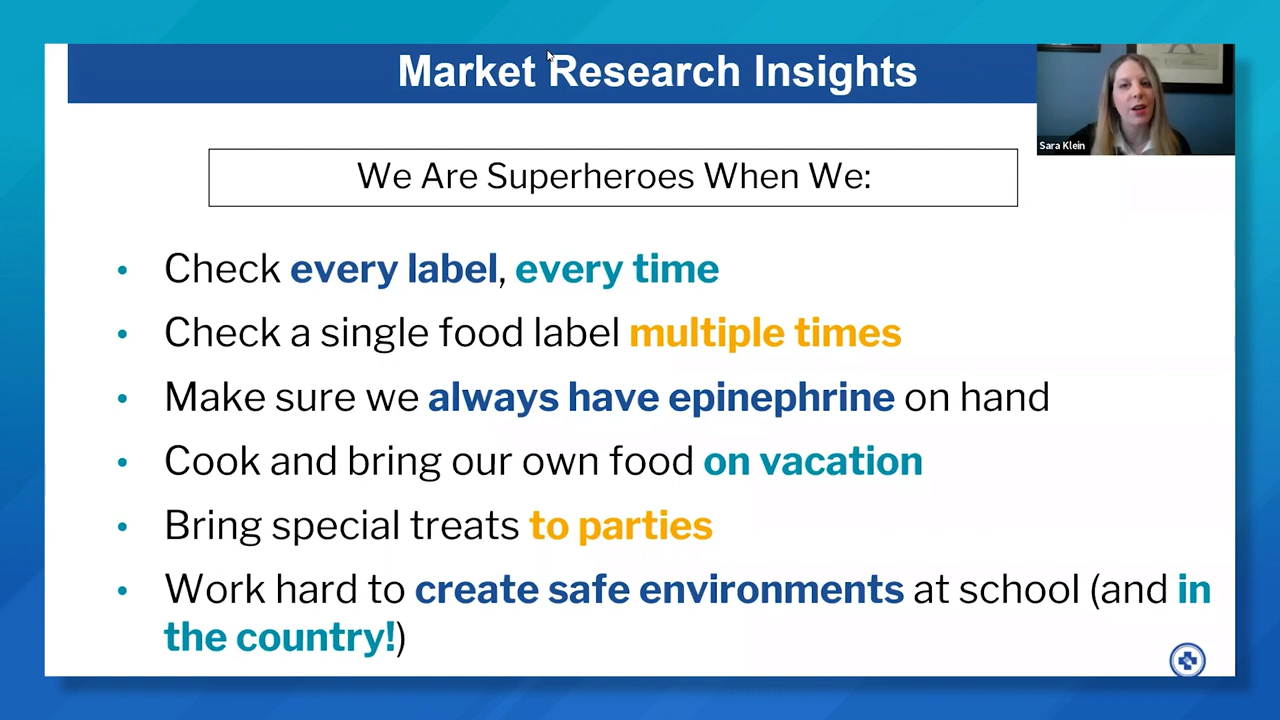 Market Research Insights
Sara Klein
We Are Superheroes When We:
• Check every label, every time
• Check a single food label multiple times
• Make sure we always have epinephrine on hand
• Cook and bring our own food on vacation
• Bring special treats to parties
• Work hard to create safe environments at school (and in
the country!)